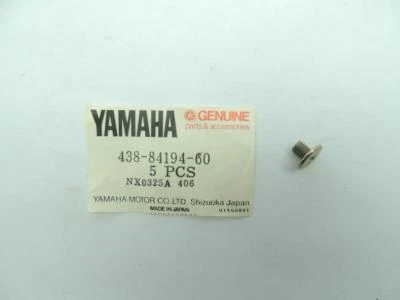 YAMAHA
GENUINE
parts & accessories
438-84194-60
5 PCS
NX0325A 406
YAMAHA MOTOR CO., LTD. Shizuoka Japan
MADE IN JAPAN